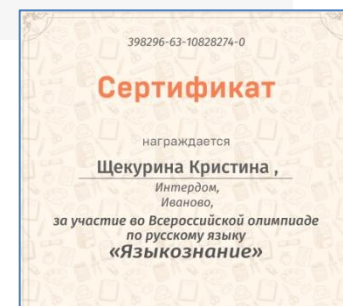 398296-63-10828274-0
Сертификат
награждается
Щекурина Кристина ,
Интердом,
Иваново,
за участие во Всероссийской олимпиаде
по русскому языку
«Языкознание»